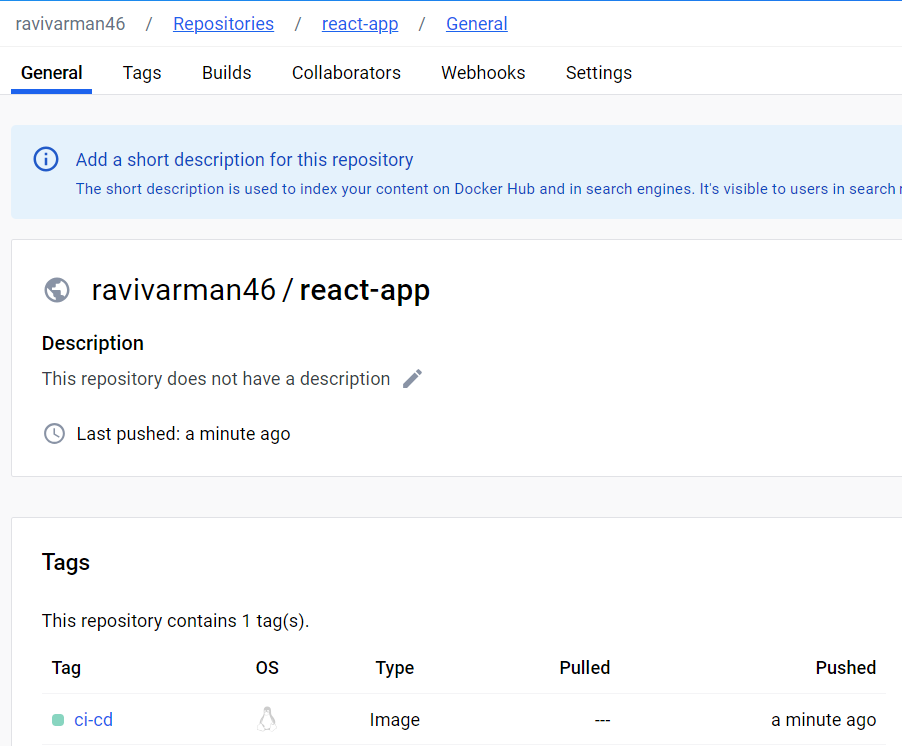 ravivarman46 / Repositories / react-app / General
General Tags Builds Collaborators Webhooks Settings
Add a short description for this repository
The short description is used to index your content on Docker Hub and in search engines. It's visible to users in search
ravivarman46 / react-app
Description
This repository does not have a description
Last pushed: a minute ago
Tags
This repository contains 1 tag(s).
Tag OS Type Pulled Pushed
ci-cd Image --- a minute ago